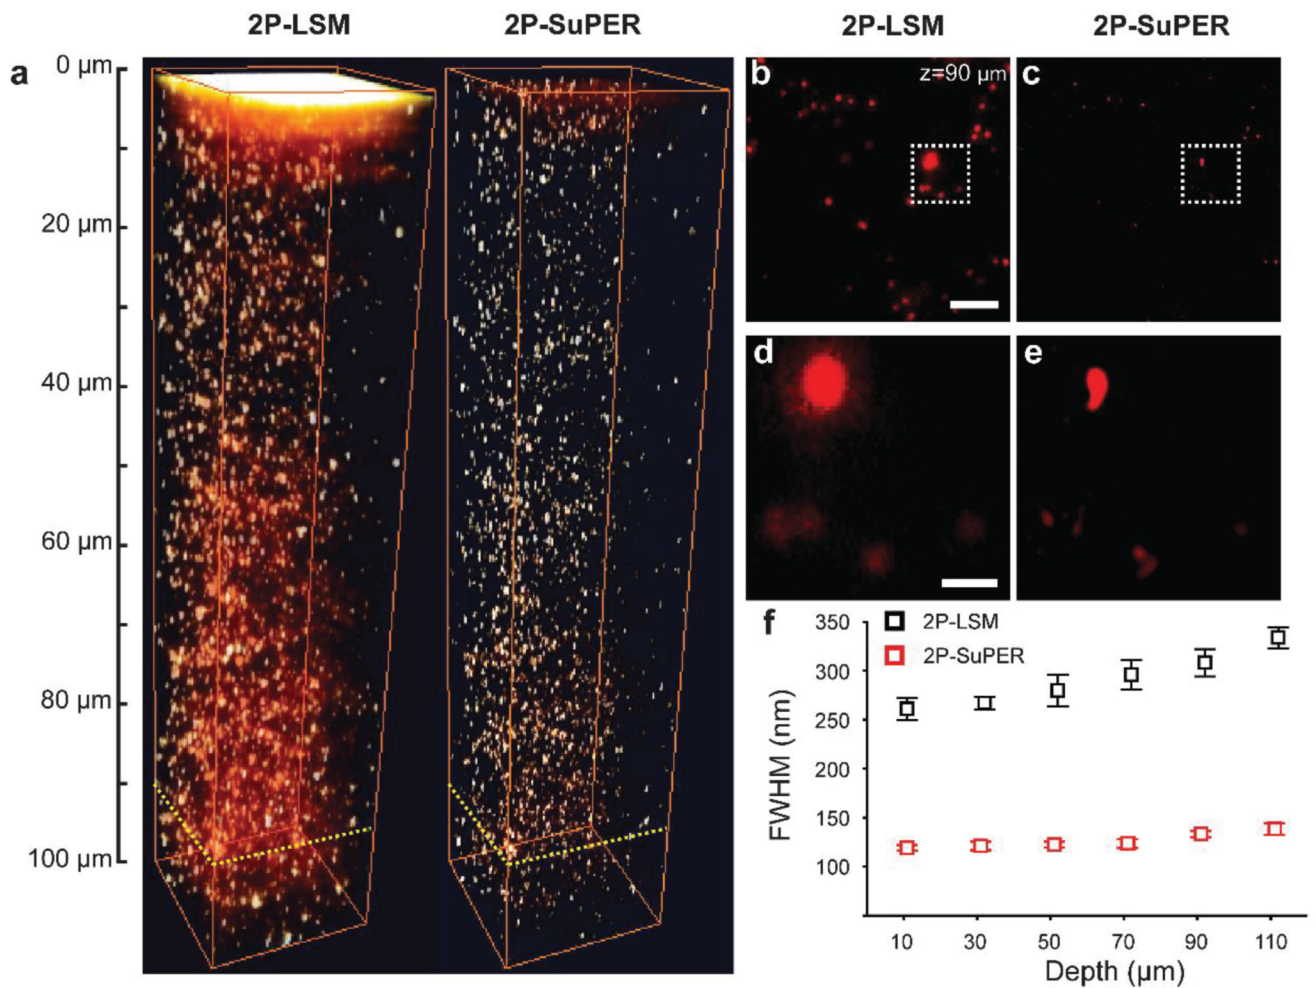 2P-LSM 2P-SuPER 2P-LSM 2P-SuPER
a
0 µm
20 µm
40 µm
60 µm
80 µm
100 µm
b z=90 µm
c
d
e
f
2P-LSM
2P-SuPER
350
300
250
200
150
100
FWHM (nm)
10 30 50 70 90 110
Depth (µm)